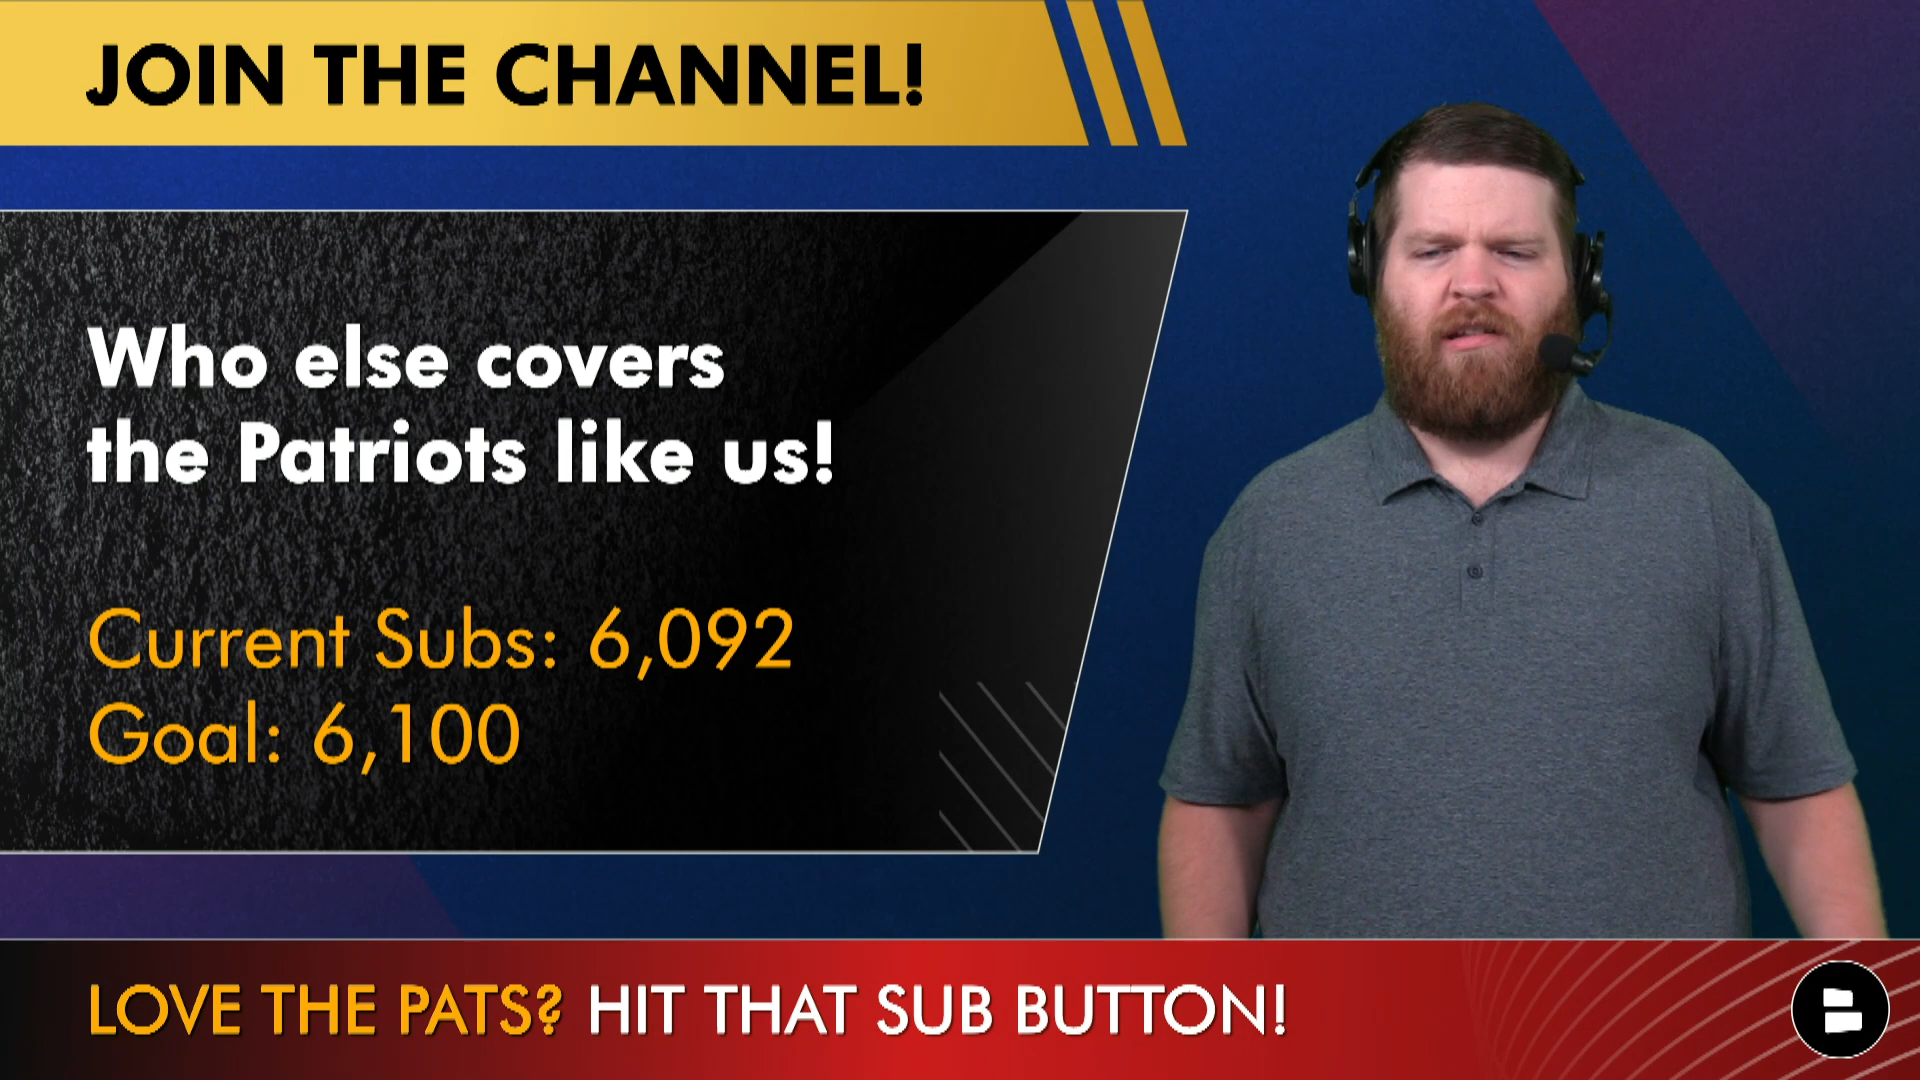 JOIN THE CHANNEL!
Who else covers
the Patriots like us!
Current Subs: 6,092
Goal: 6,100
LOVE THE PATS? HIT THAT SUB BUTTON!